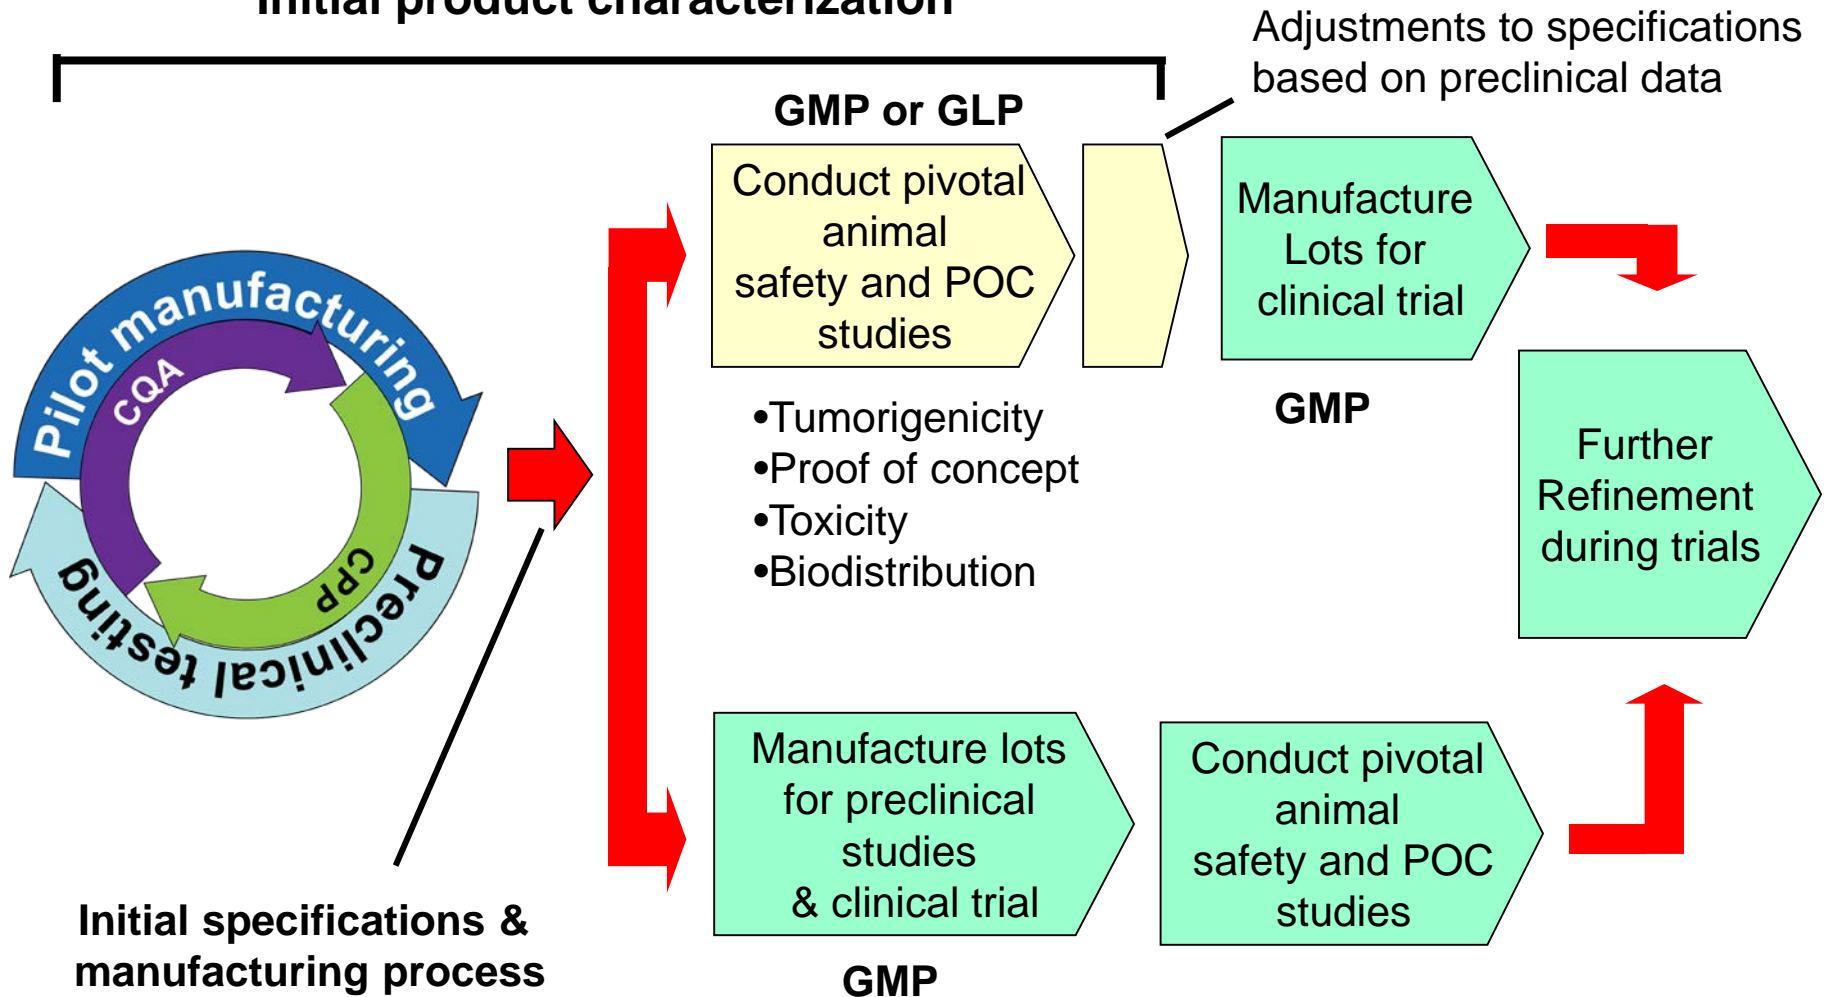 Initial product characterization
Adjustments to specifications
based on preclinical data
GMP or GLP
Conduct pivotal
animal
safety and POC
studies
Manufacture
Lots for
clinical trial
GMP
Pilot manufacturing
CQA
CPP
Preclinical testing
•Tumorigenicity
•Proof of concept
•Toxicity
•Biodistribution
Further
Refinement
during trials
Manufacture lots
for preclinical
studies
& clinical trial
GMP
Conduct pivotal
animal
safety and POC
studies
Initial specifications &
manufacturing process